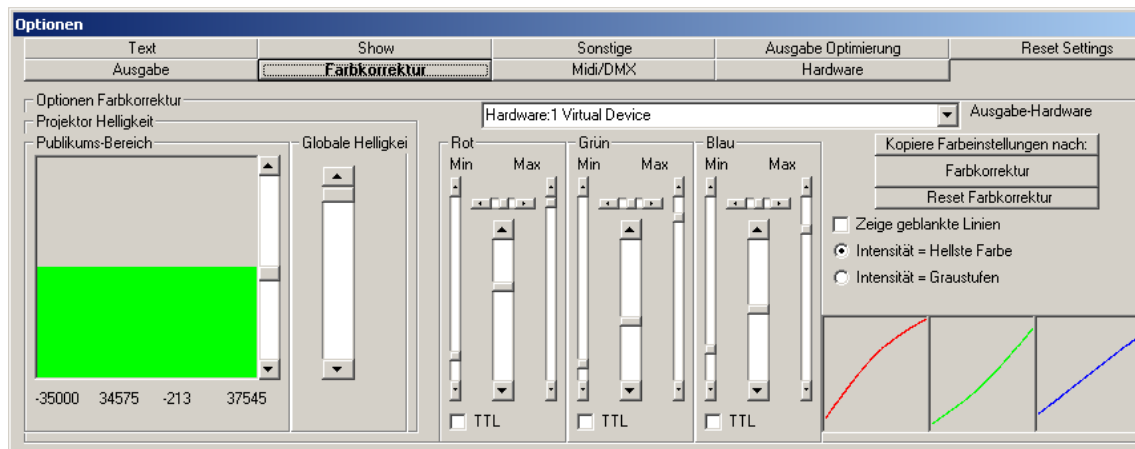 Optionen
Text Show Sonstige Ausgabe Optimierung Reset Settings
Ausgabe Farbkorrektur Midi/DMX Hardware
Optionen Farbkorrektur
Hardware:1 Virtual Device Ausgabe-Hardware
Projektor Helligkeit
Publikums-Bereich Globale Helligkei
Rot Grün Blau
Min Max Min Max Min Max
Kopiere Farbeinstellungen nach:
Farbkorrektur
Reset Farbkorrektur
Zeige geblankte Linien
Intensität = Hellste Farbe
Intensität = Graustufen
-35000 34575 -213 37545
TTL TTL TTL